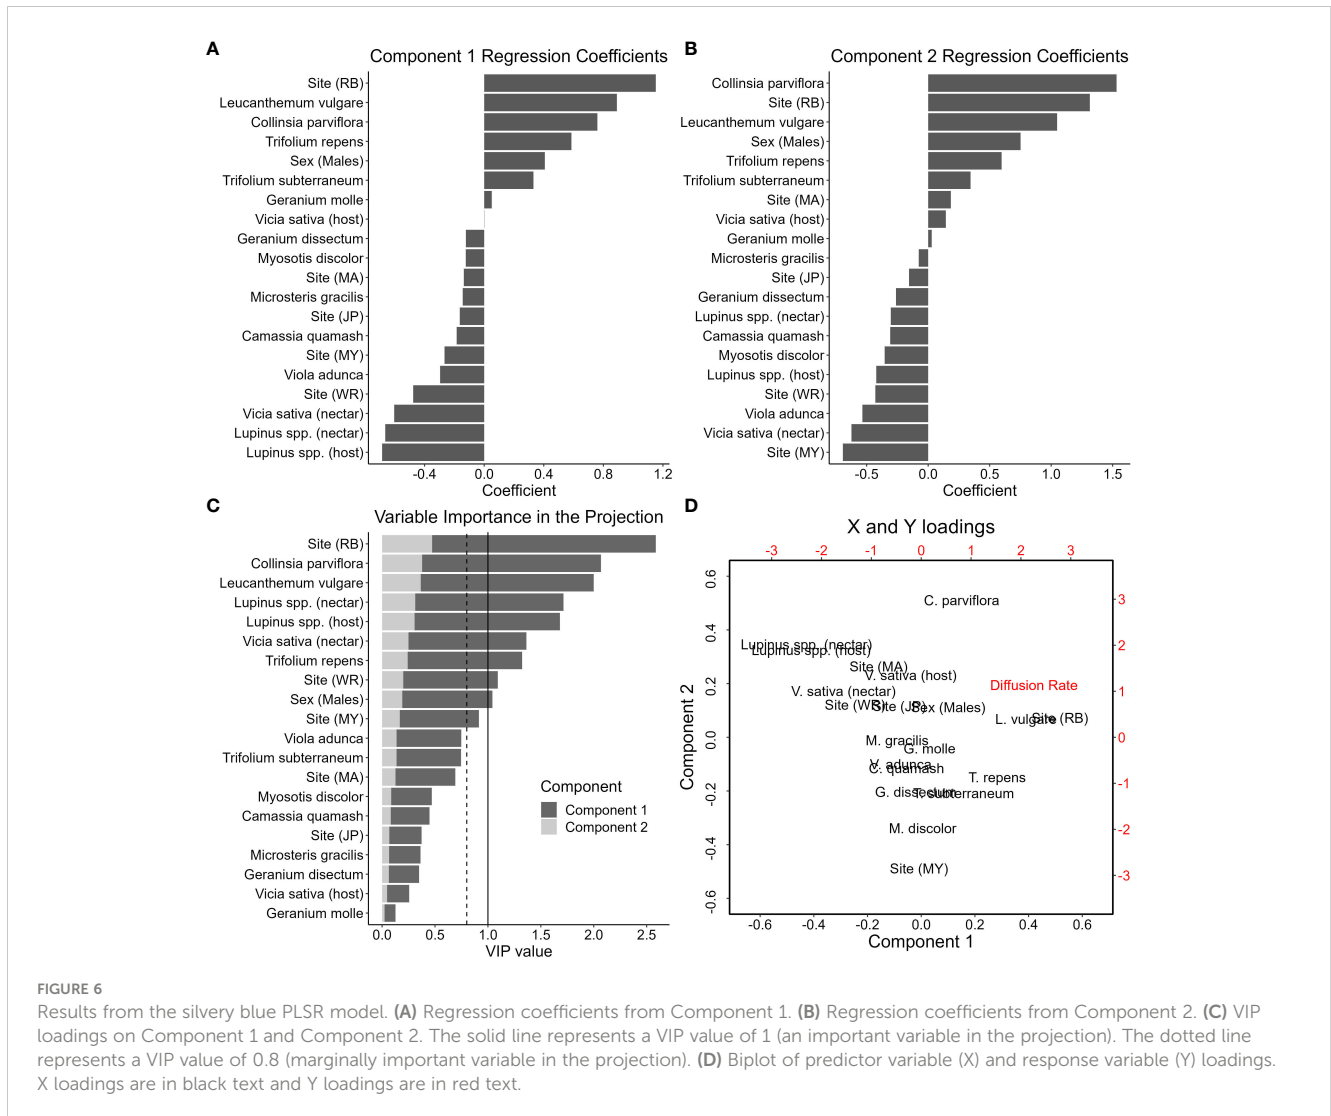 A
Component 1 Regression Coefficients
Site (RB)
Leucanthemum vulgare
Collinsia parviflora
Trifolium repens
Sex (Males)
Trifolium subterraneum
Geranium molle
Vicia sativa (host)
Geranium dissectum
Myosotis discolor
Site (MA)
Microsteris gracilis
Site (JP)
Camassia quamash
Site (MY)
Viola adunca
Site (WR)
Vicia sativa (nectar)
Lupinus spp. (nectar)
Lupinus spp. (host)
-0.4 0.0 0.4 0.8 1.2
Coefficient
B
Component 2 Regression Coefficients
Collinsia parviflora
Site (RB)
Leucanthemum vulgare
Sex (Males)
Trifolium repens
Trifolium subterraneum
Site (MA)
Vicia sativa (host)
Geranium molle
Microsteris gracilis
Site (JP)
Geranium dissectum
Lupinus spp. (nectar)
Camassia quamash
Myosotis discolor
Lupinus spp. (host)
Site (WR)
Viola adunca
Vicia sativa (nectar)
Site (MY)
-0.5 0.0 0.5 1.0 1.5
Coefficient
C
Variable Importance in the Projection
Site (RB)
Collinsia parviflora
Leucanthemum vulgare
Lupinus spp. (nectar)
Lupinus spp. (host)
Vicia sativa (nectar)
Trifolium repens
Site (WR)
Sex (Males)
Site (MY)
Viola adunca
Trifolium subterraneum
Site (MA)
Myosotis discolor
Camassia quamash
Site (JP)
Microsteris gracilis
Geranium disectum
Vicia sativa (host)
Geranium molle
Component
Component 1
Component 2
0.0 0.5 1.0 1.5 2.0 2.5
VIP value
D
X and Y loadings
-3 -2 -1 0 1 2 3
0.6
0.4
0.2
0.0
-0.2
-0.4
-0.6
Component 2
C. parviflora
Lupinus spp. (nectar)
Lupinus spp. (host)
Site (MA)
V. sativa (host)
Diffusion Rate
V. sativa (nectar)
Site (WR)
Site (JP)
Sex (Males)
L. vulgare
Site (RB)
M. gracilis
G. molle
V. adunca
C. quamash
T. repens
G. dissectum
T. subterraneum
M. discolor
Site (MY)
3
2
1
0
-1
-2
-3
-0.6 -0.4 -0.2 0.0 0.2 0.4 0.6
Component 1
FIGURE 6
Results from the silvery blue PLSR model. (A) Regression coefficients from Component 1. (B) Regression coefficients from Component 2. (C) VIP
loadings on Component 1 and Component 2. The solid line represents a VIP value of 1 (an important variable in the projection). The dotted line
represents a VIP value of 0.8 (marginally important variable in the projection). (D) Biplot of predictor variable (X) and response variable (Y) loadings.
X loadings are in black text and Y loadings are in red text.